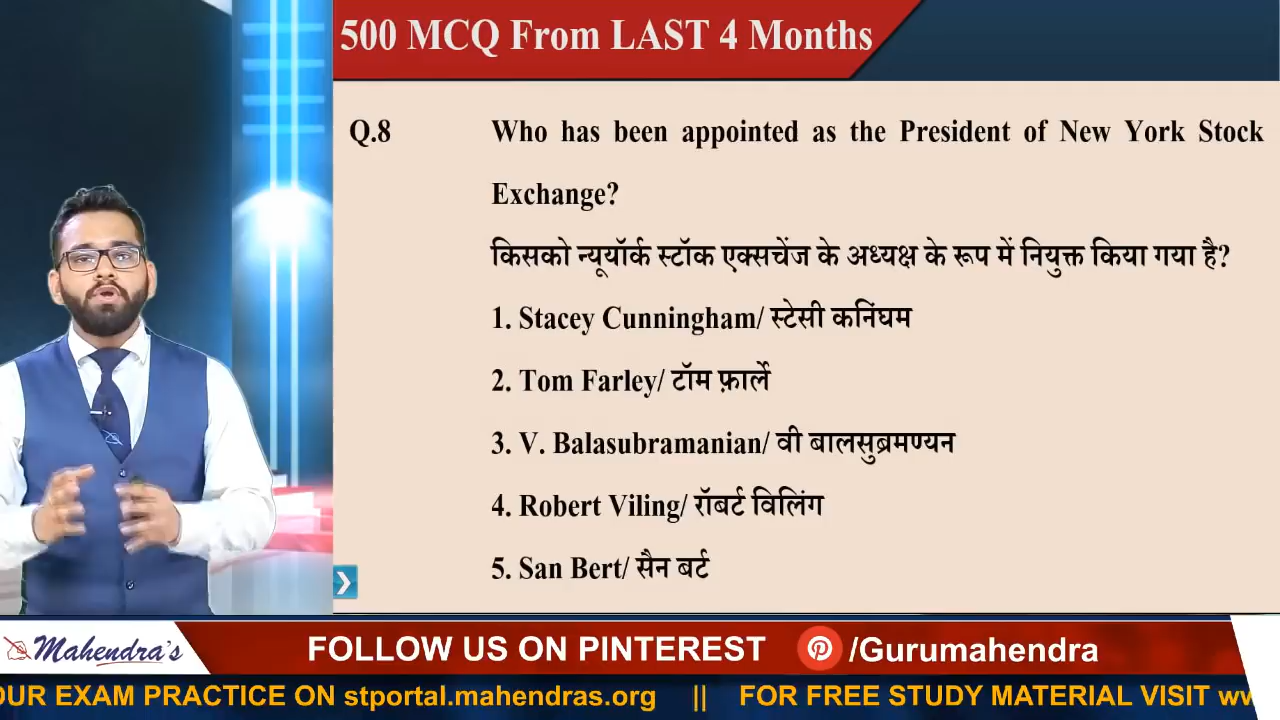 500 MCQ From LAST 4 Months
Q.8 Who has been appointed as the President of New York Stock
Exchange?
किसको न्यूयॉर्क स्टॉक एक्सचेंज के अध्यक्ष के रूप में नियुक्त किया गया है?
1. Stacey Cunningham/ स्टेसी कनिंघम
2. Tom Farley/ टॉम फ़ार्ले
3. V. Balasubramanian/ वी बालसुब्रमण्यन
4. Robert Viling/ रॉबर्ट विलिंग
5. San Bert/ सैन बर्ट
Mahendra's
FOLLOW US ON PINTEREST /Gurumahendra
OUR EXAM PRACTICE ON stportal.mahendras.org || FOR FREE STUDY MATERIAL VISIT